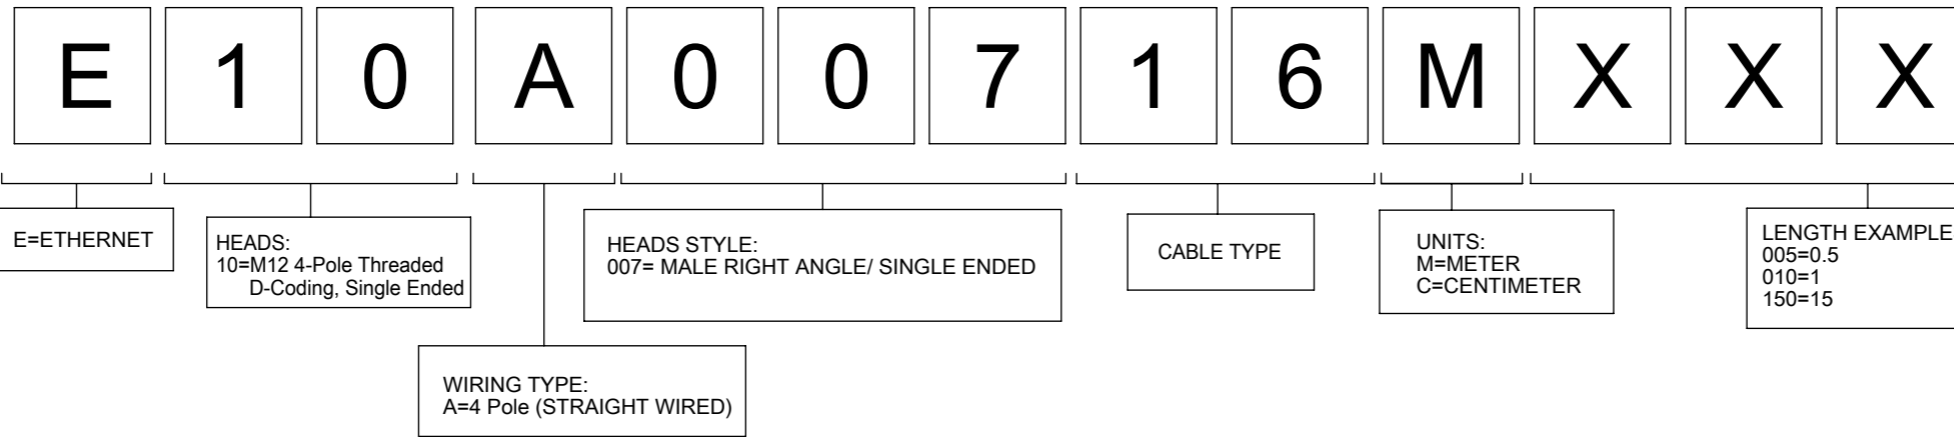 E 1 0 A 0 0 7 1 6 M X X X
E=ETHERNET
HEADS:
10=M12 4-Pole Threaded
D-Coding, Single Ended
HEADS STYLE:
007= MALE RIGHT ANGLE/ SINGLE ENDED
CABLE TYPE
UNITS:
M=METER
C=CENTIMETER
LENGTH EXAMPLE
005=0.5
010=1
150=15
WIRING TYPE:
A=4 Pole (STRAIGHT WIRED)